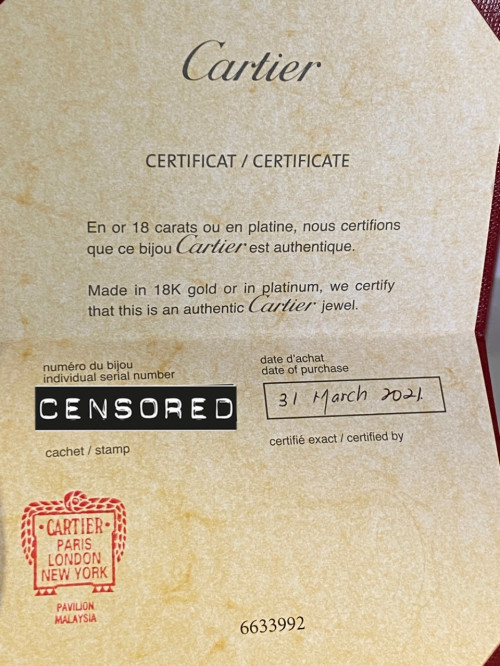 Cartier
CERTIFICAT / CERTIFICATE
En or 18 carats ou en platine, nous certifions
que ce bijou Cartier est authentique.
Made in 18K gold or in platinum, we certify
that this is an authentic Cartier jewel.
numéro du bijou
individual serial number
CENSORED
date d'achat
date of purchase
31 March 2021
cachet / stamp
certifié exact / certified by
·CARTIER·
PARIS
LONDON
NEW YORK
PAVILION
MALAYSIA
6633992